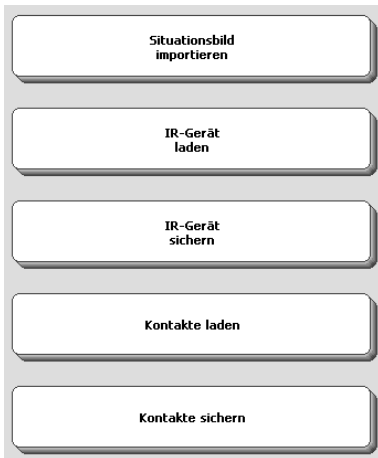 Situationsbild
importieren
IR-Gerät
laden
IR-Gerät
sichern
Kontakte laden
Kontakte sichern